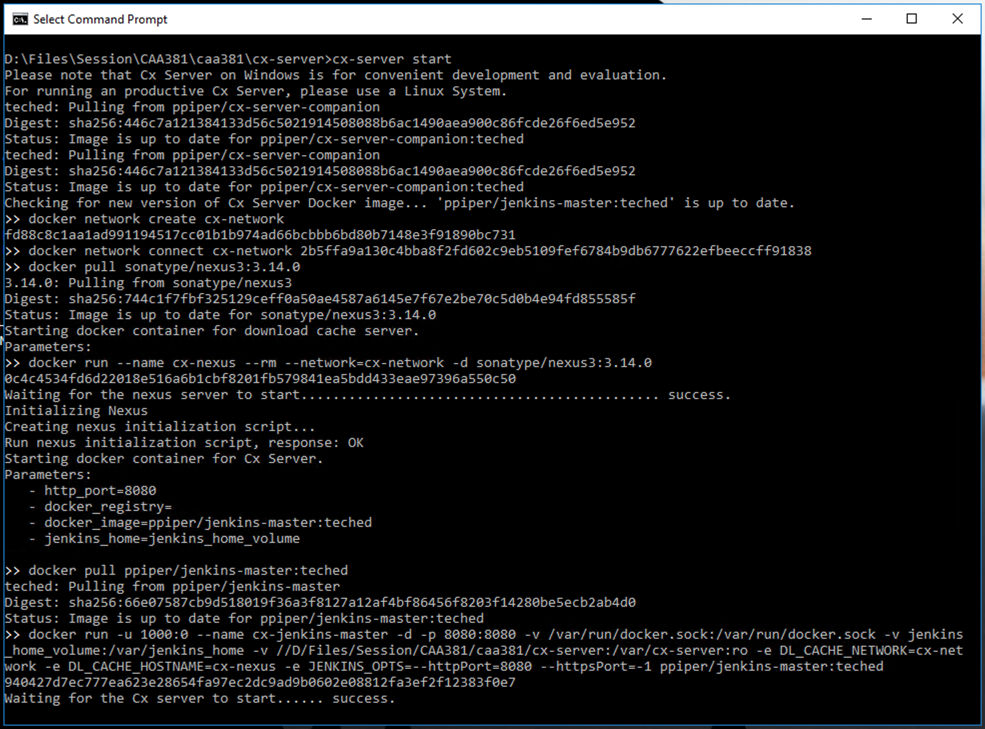 Select Command Prompt
D:\Files\Session\CAA381\caa381\cx-server>cx-server start
Please note that Cx Server on Windows is for convenient development and evaluation.
For running an productive Cx Server, please use a Linux System.
teched: Pulling from ppiper/cx-server-companion
Digest: sha256:446c7a121384133d56c5021914508088b6ac1490aea900c86fcde26f6ed5e952
Status: Image is up to date for ppiper/cx-server-companion:teched
teched: Pulling from ppiper/cx-server-companion
Digest: sha256:446c7a121384133d56c5021914508088b6ac1490aea900c86fcde26f6ed5e952
Status: Image is up to date for ppiper/cx-server-companion:teched
Checking for new version of Cx Server Docker image... 'ppiper/jenkins-master:teched' is up to date.
>> docker network create cx-network
fd88c8c1aa1ad991194517cc01b1b974ad66bcbbb6bd80b7148e3f91890bc731
>> docker network connect cx-network 2b5ffa9a130c4bba8f2fd602c9eb5109fef6784b9db6777622efbeeccff91838
>> docker pull sonatype/nexus3:3.14.0
3.14.0: Pulling from sonatype/nexus3
Digest: sha256:744c1f7fbf325129ceff0a50ae4587a6145e7f67e2be70c5d0b4e94fd855585f
Status: Image is up to date for sonatype/nexus3:3.14.0
Starting docker container for download cache server.
Parameters:
>> docker run --name cx-nexus --rm --network=cx-network -d sonatype/nexus3:3.14.0
0c4c4534fd6d22018e516a6b1cbf8201fb579841ea5bdd433eae97396a550c50
Waiting for the nexus server to start............................................. success.
Initializing Nexus
Creating nexus initialization script...
Run nexus initialization script, response: OK
Starting docker container for Cx Server.
Parameters:
- http_port=8080
- docker_registry=
- docker_image=ppiper/jenkins-master:teched
- jenkins_home=jenkins_home_volume
>> docker pull ppiper/jenkins-master:teched
teched: Pulling from ppiper/jenkins-master
Digest: sha256:66e07587cb9d518019f36a3f8127a12af4bf86456f8203f14280be5ecb2ab4d0
Status: Image is up to date for ppiper/jenkins-master:teched
>> docker run -u 1000:0 --name cx-jenkins-master -d -p 8080:8080 -v /var/run/docker.sock:/var/run/docker.sock -v jenkins
_home_volume:/var/jenkins_home -v //D/Files/Session/CAA381/caa381/cx-server:/var/cx-server:ro -e DL_CACHE_NETWORK=cx-net
work -e DL_CACHE_HOSTNAME=cx-nexus -e JENKINS_OPTS=--httpPort=8080 --httpsPort=-1 ppiper/jenkins-master:teched
940427d7ec777ea623e28654fa97ec2dc9ad9b0602e08812fa3ef2f12383f0e7
Waiting for the Cx server to start...... success.